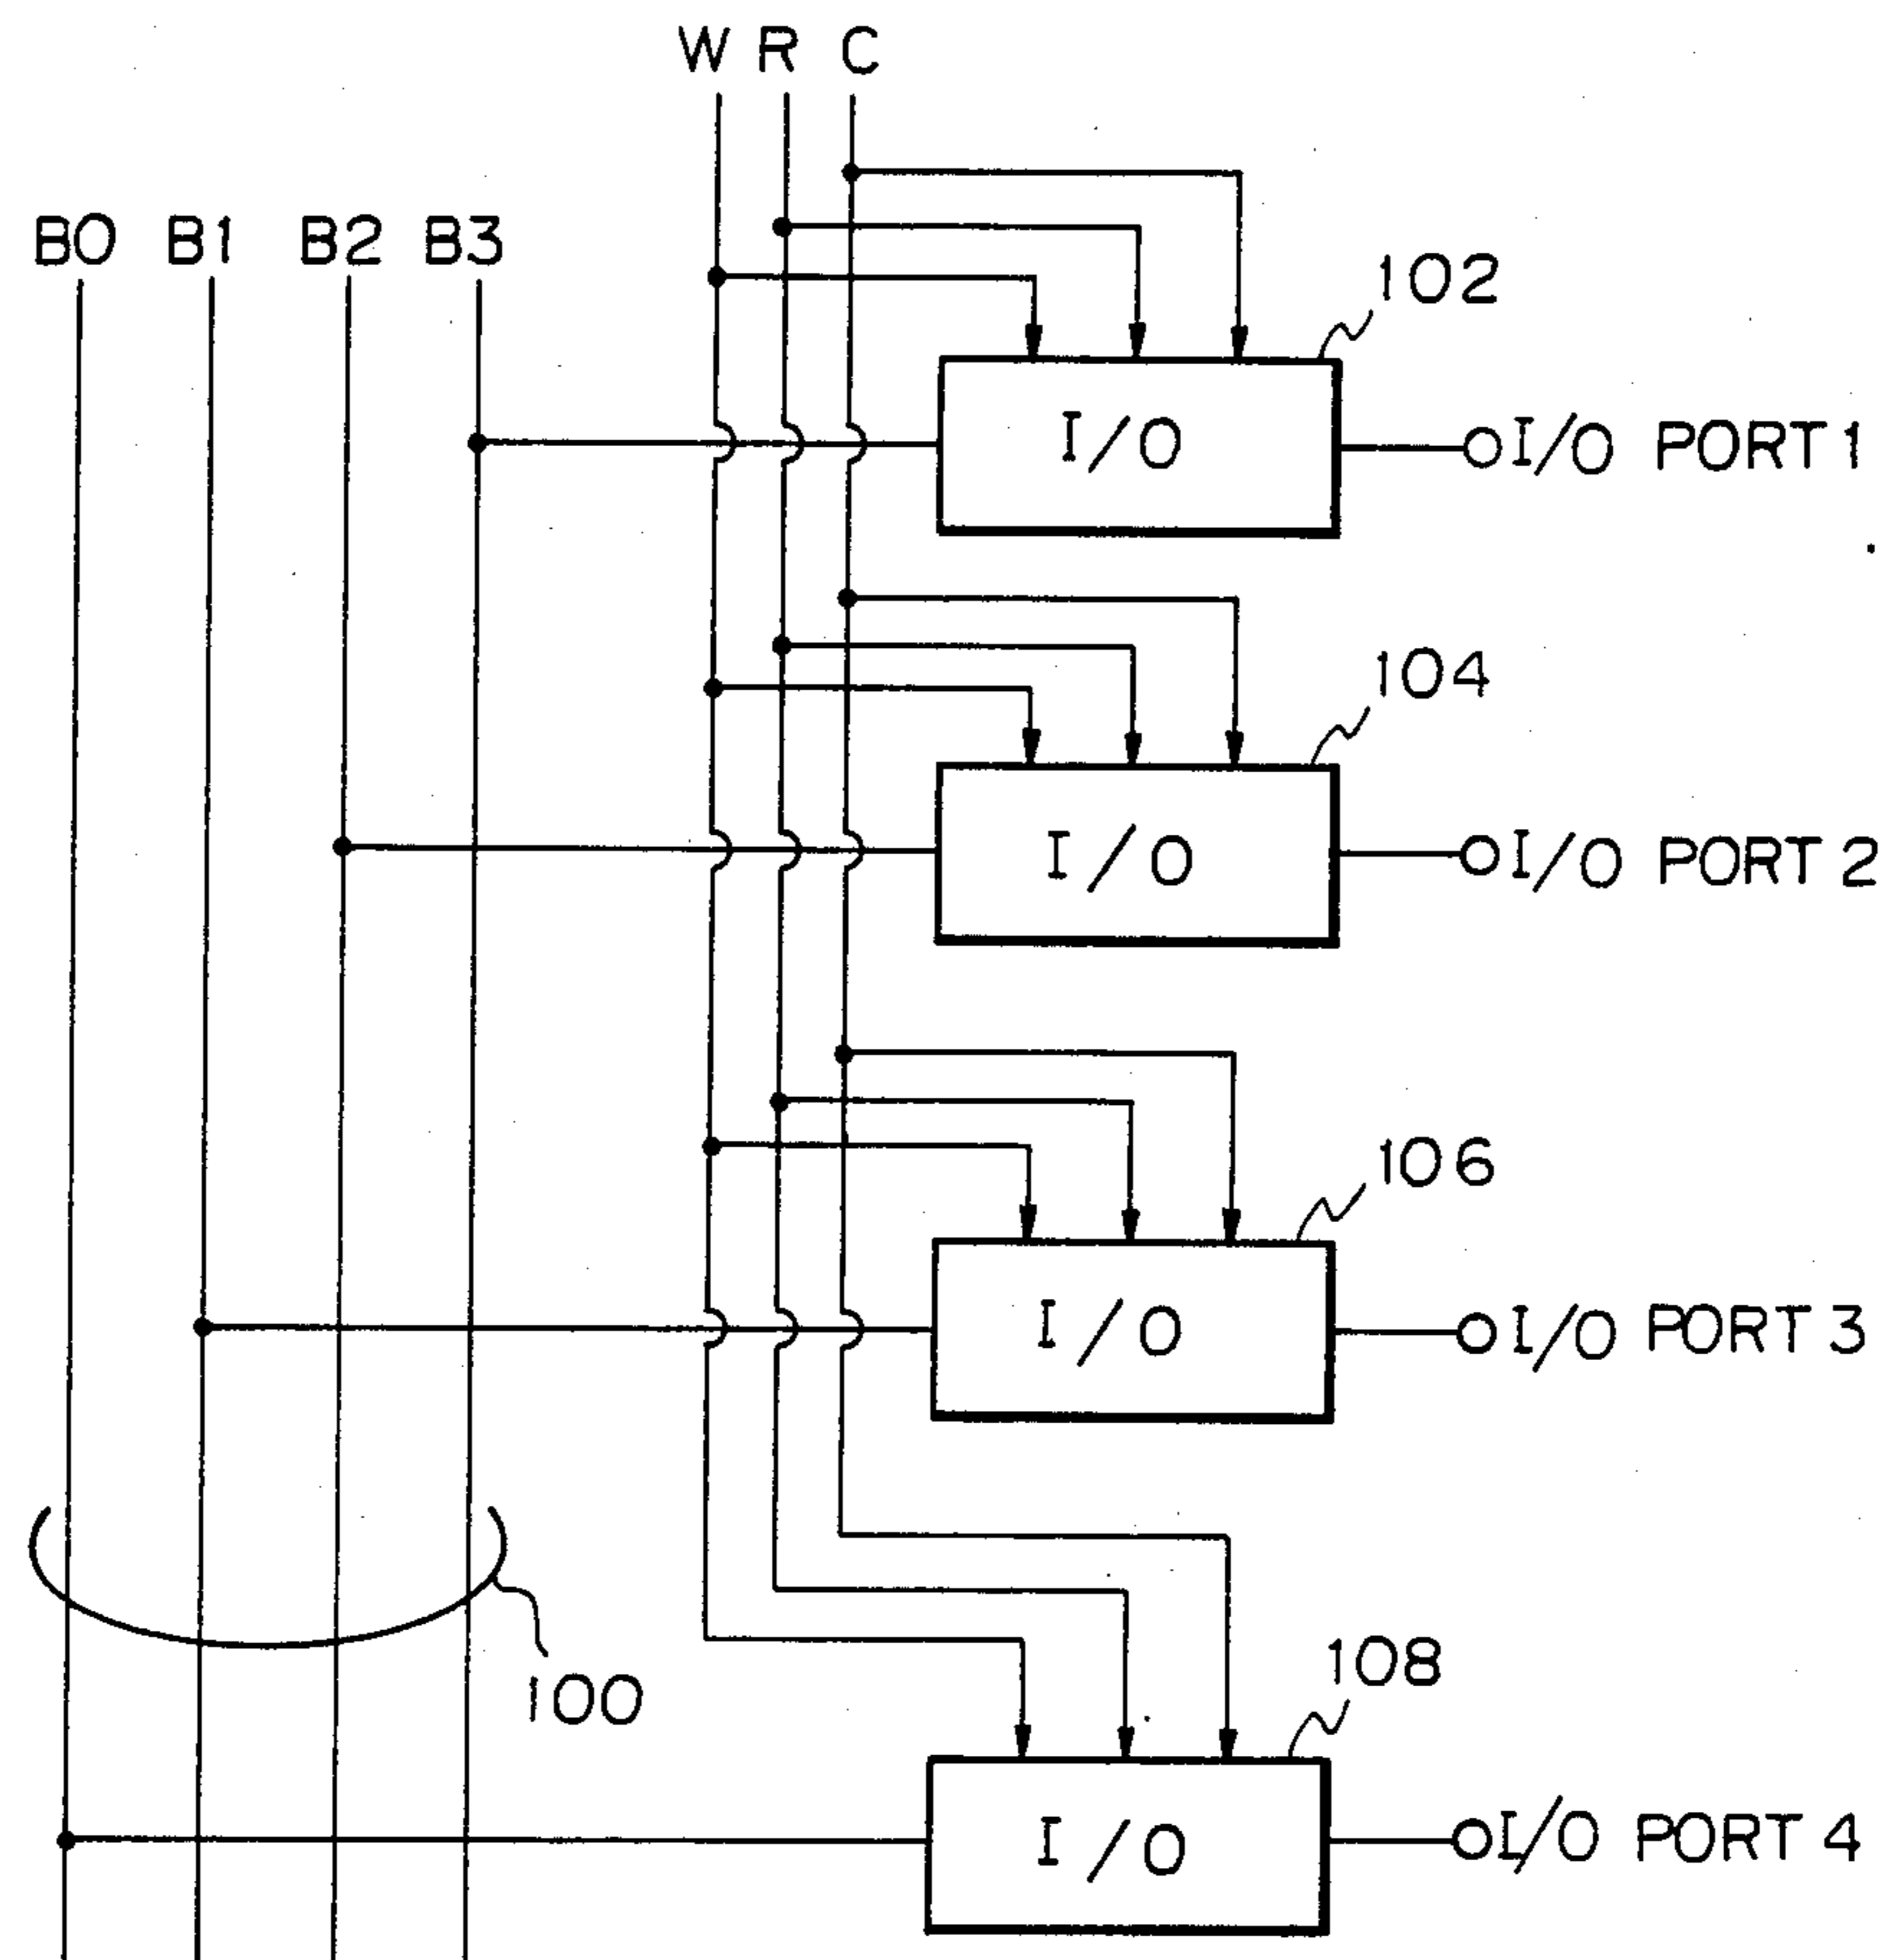 W R C
B0 B1 B2 B3
102
I/O
I/O PORT 1
104
I/O
I/O PORT 2
106
I/O
I/O PORT 3
100
108
I/O
I/O PORT 4